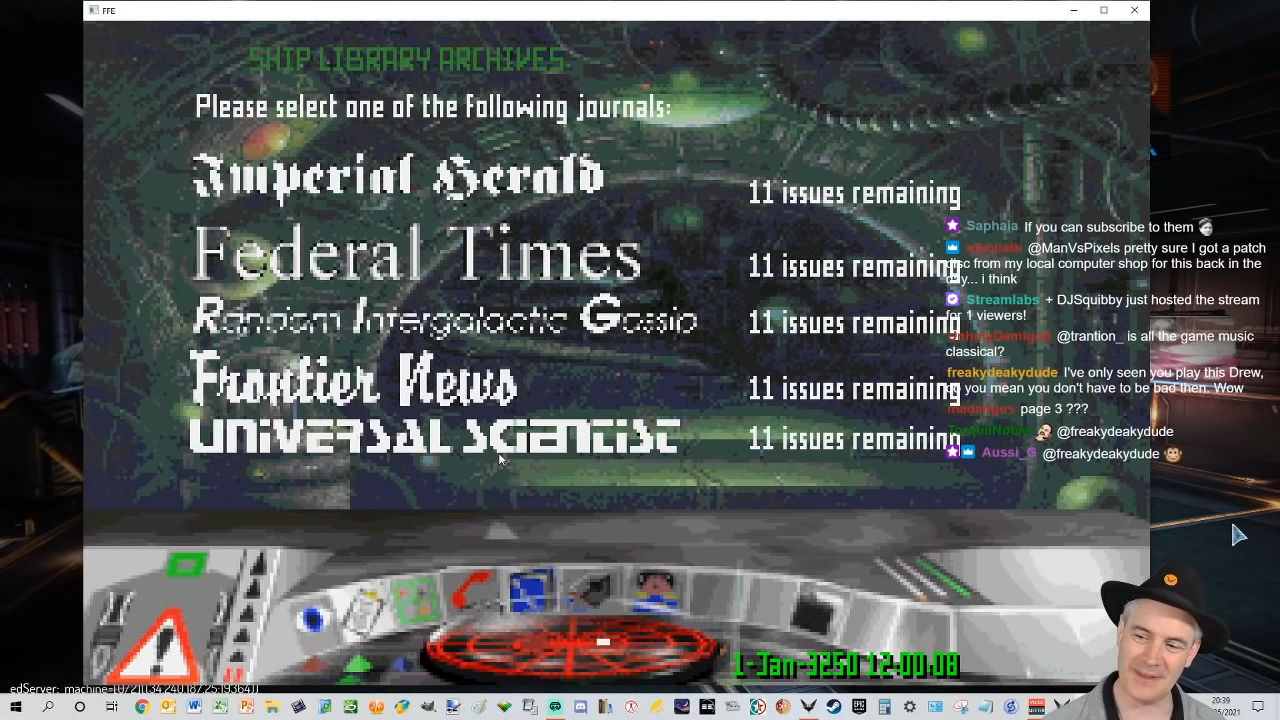 FFE
SHIP LIBRARY ARCHIVES
Please select one of the following journals:
Imperial Herald
11 issues remaining
Federal Times
11 issues remaining
Random Intergalactic Gossip
11 issues remaining
Frontier News
11 issues remaining
UNIVERSAL SCIENTIST
11 issues remaining
Saphaia If you can subscribe to them
@ManVsPixels pretty sure I got a patch
disc from my local computer shop for this back in the
day... i think
Streamlabs + DJSquibby just hosted the stream
for 1 viewers!
@trantion_ is all the game music
classical?
freakydeakydude I've only seen you play this Drew,
do you mean you don't have to be bad then. Wow
page 3 ???
TorquilNoble @freakydeakydude
Aussi_G @freakydeakydude
1-Jan-3250 12:00:08
20:39